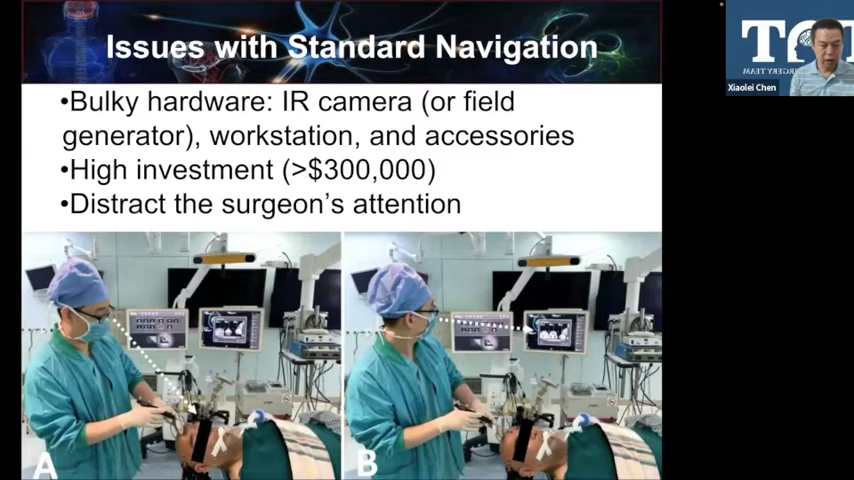 Issues with Standard Navigation
•Bulky hardware: IR camera (or field
generator), workstation, and accessories
•High investment (>$300,000)
•Distract the surgeon's attention
A
B
Xiaolei Chen